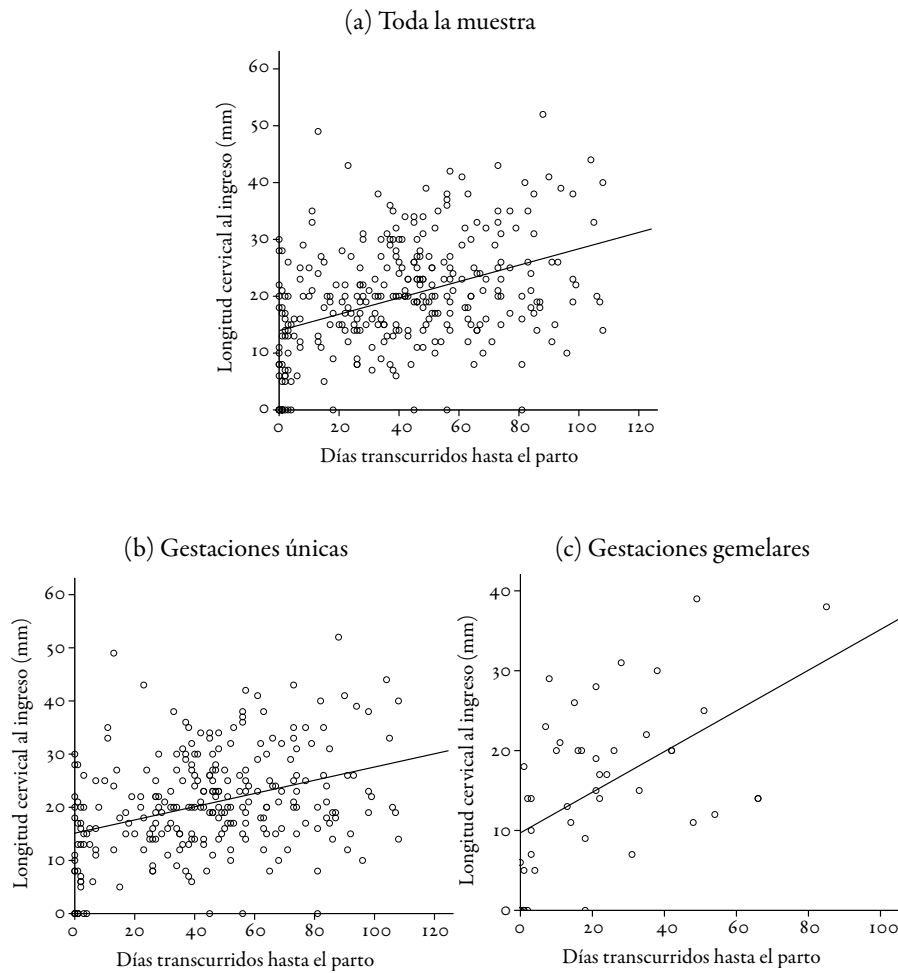 (a) Toda la muestra
60
50
40
30
20
10
0
Longitud cervical al ingreso (mm)
0 20 40 60 80 100 120
Días transcurridos hasta el parto
(b) Gestaciones únicas
60
50
40
30
20
10
0
Longitud cervical al ingreso (mm)
0 20 40 60 80 100 120
Días transcurridos hasta el parto
(c) Gestaciones gemelares
40
30
20
10
0
Longitud cervical al ingreso (mm)
0 20 40 60 80 100
Días transcurridos hasta el parto